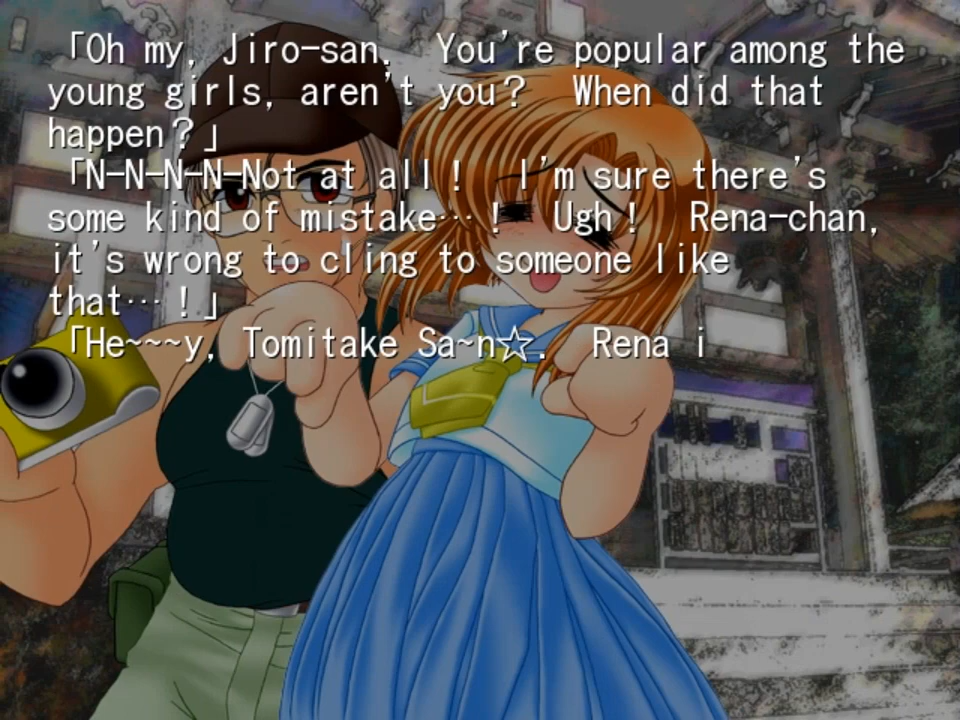 「Oh my, Jiro-san.  You're popular among the
young girls, aren't you？  When did that
happen？」
「N-N-N-N-Not at all！  I'm sure there's
some kind of mistake…！  Ugh！  Rena-chan,
it's wrong to cling to someone like
that…！」
「He~~~y, Tomitake Sa~n☆.  Rena i